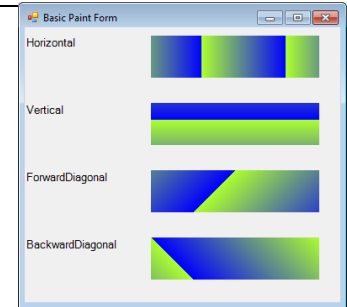 Basic Paint Form
Horizontal
Vertical
ForwardDiagonal
BackwardDiagonal